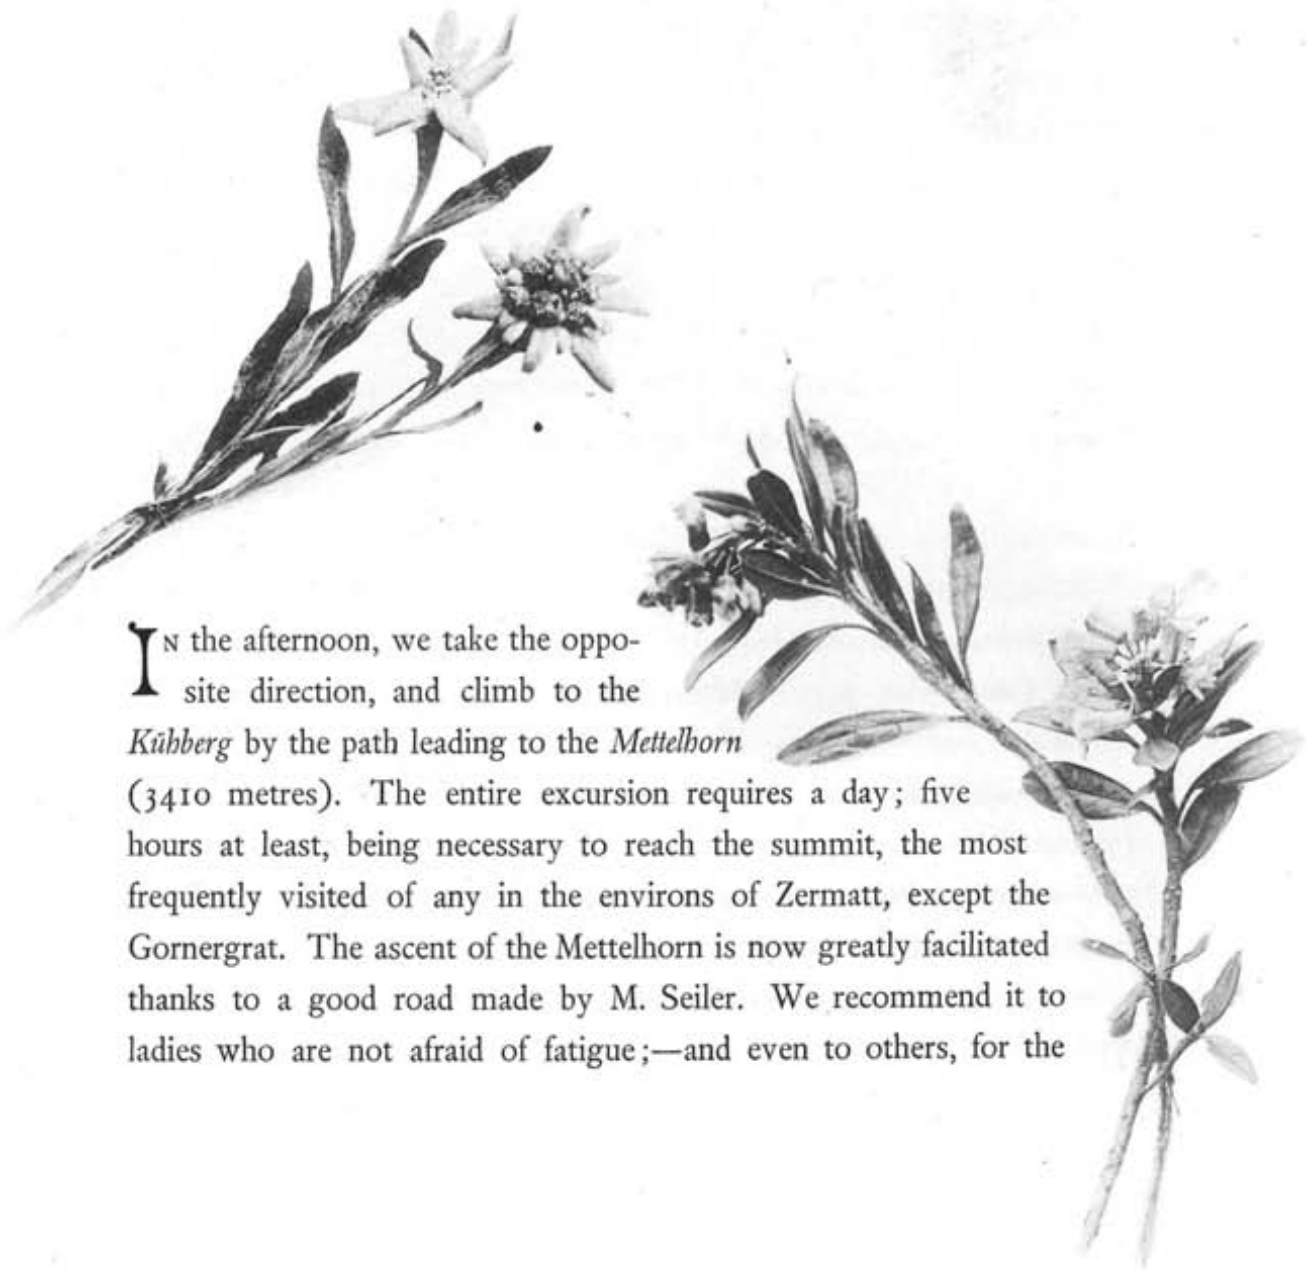 IN the afternoon, we take the oppo-
site direction, and climb to the
Kühberg by the path leading to the Mettelhorn
(3410 metres). The entire excursion requires a day; five
hours at least, being necessary to reach the summit, the most
frequently visited of any in the environs of Zermatt, except the
Gornergrat. The ascent of the Mettelhorn is now greatly facilitated
thanks to a good road made by M. Seiler. We recommend it to
ladies who are not afraid of fatigue;—and even to others, for the